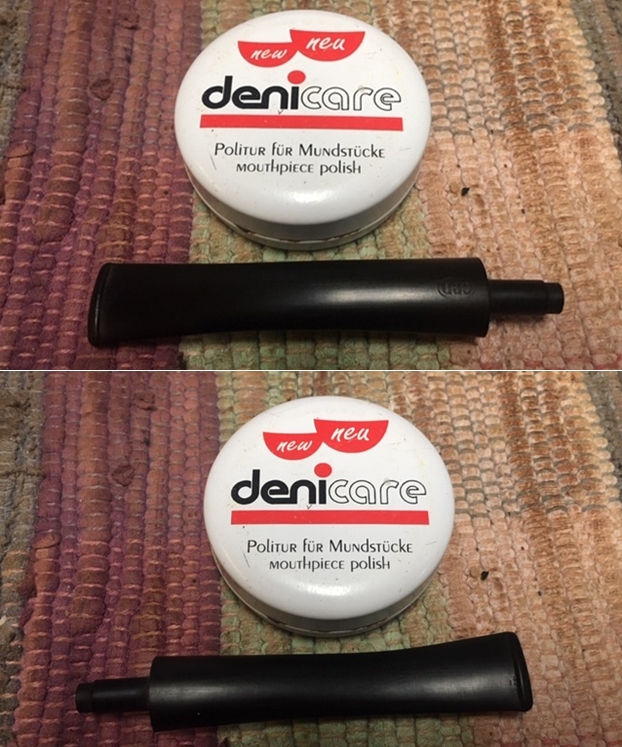 new neu
denicare
Politur für Mundstücke
mouthpiece polish
new neu
denicare
Politur für Mundstücke
mouthpiece polish